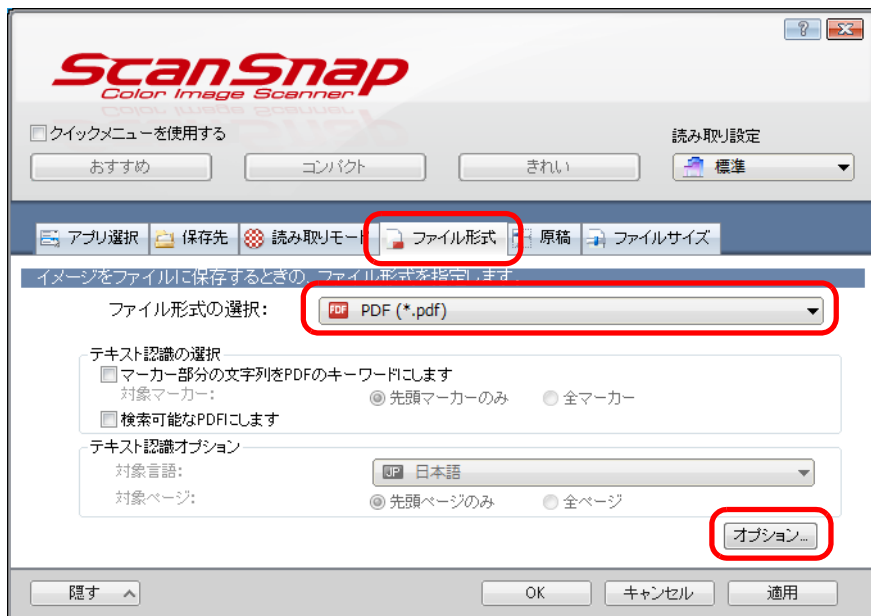 ScanSnap
Color Image Scanner
クイックメニューを使用する
読み取り設定
おすすめ コンパクト きれい 標準
アプリ選択 保存先 読み取りモード ファイル形式 原稿 ファイルサイズ
イメージをファイルに保存するときの、ファイル形式を指定します。
ファイル形式の選択: PDF PDF (*.pdf)
テキスト認識の選択
マーカー部分の文字列をPDFのキーワードにします
対象マーカー: 先頭マーカーのみ 全マーカー
検索可能なPDFにします
テキスト認識オプション
対象言語: JP 日本語
対象ページ: 先頭ページのみ 全ページ
オプション...
隠す OK キャンセル 適用